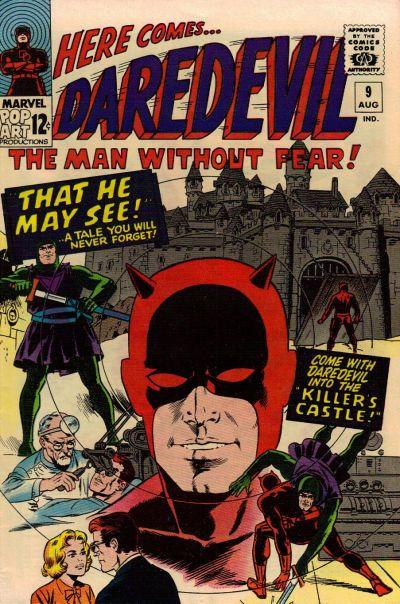 HERE COMES...
DAREDEVIL
THE MAN WITHOUT FEAR!
MARVEL
POP
ART
PRODUCTIONS
12¢
APPROVED
BY THE
COMICS
CODE
AUTHORITY
9
AUG
IND.
THAT HE
MAY SEE!"
...A TALE YOU WILL
NEVER FORGET!
COME WITH
DAREDEVIL
INTO THE
"KILLER'S
CASTLE!"